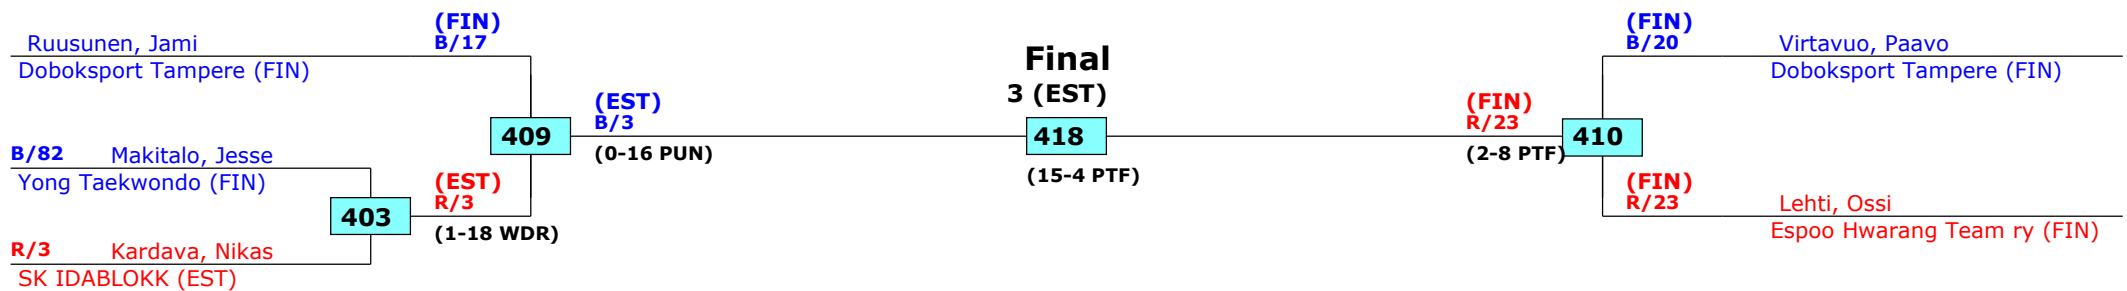 (FIN)
B/17
Ruusunen, Jami
Doboksport Tampere (FIN)
B/82 Makitalo, Jesse
Yong Taekwondo (FIN)
R/3 Kardava, Nikas
SK IDABLOKK (EST)
403
(EST)
R/3
(1-18 WDR)
409
(EST)
B/3
(0-16 PUN)
Final
3 (EST)
418
(15-4 PTF)
(FIN)
R/23
(2-8 PTF)
410
(FIN)
B/20
Virtavuo, Paavo
Doboksport Tampere (FIN)
(FIN)
R/23
Lehti, Ossi
Espoo Hwarang Team ry (FIN)